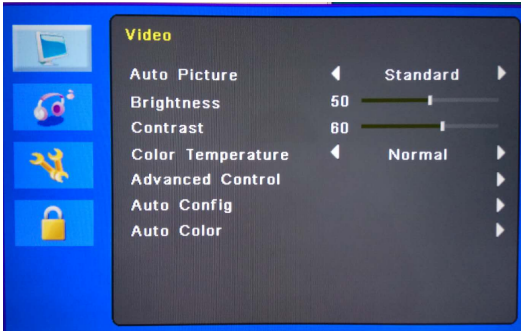 Video
Auto Picture Standard
Brightness 50
Contrast 60
Color Temperature Normal
Advanced Control
Auto Config
Auto Color